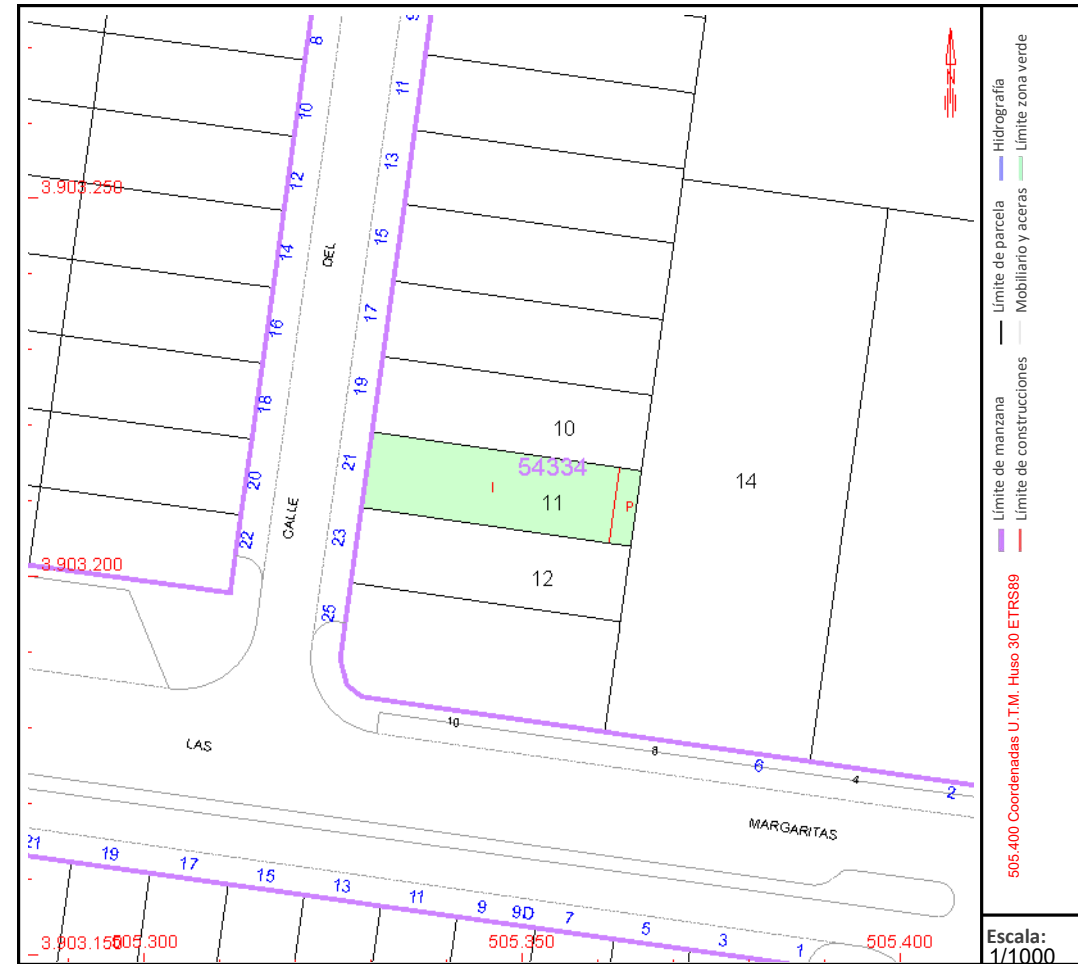 8
9
10
11
12
13
3.903.250
14
DEL
15
16
17
18
19
10
54334
20
21
I
11
P
14
CALLE
22
23
3.903.200
12
25
LAS
10
8
6
4
2
MARGARITAS
21
19
17
15
13
11
9
9D
7
5
3
1
3.903.150
505.300
505.350
505.400
N
Límite de manzana
Límite de parcela
Hidrografía
Límite de construcciones
Mobiliario y aceras
Límite zona verde
505.400 Coordenadas U.T.M. Huso 30 ETRS89
Escala:
1/1000